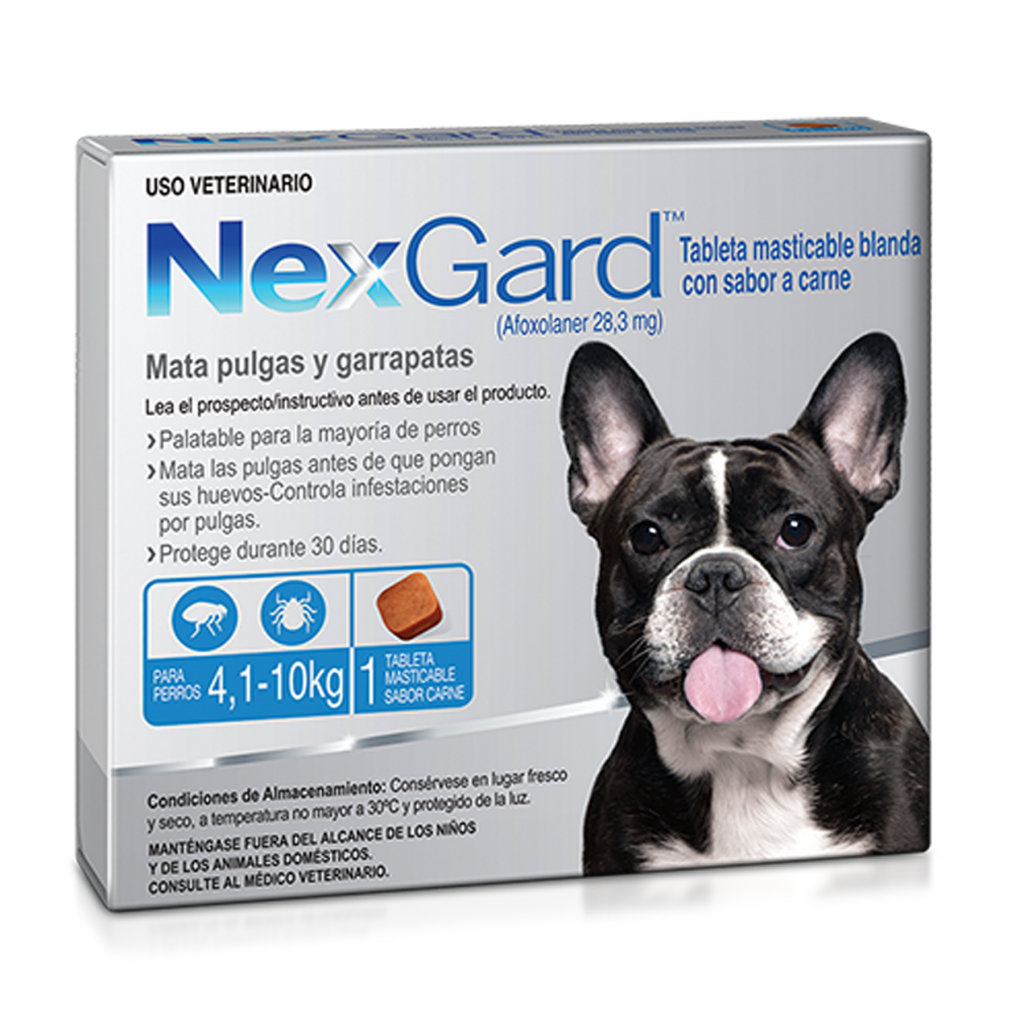 NexGard
USO VETERINARIO
NexGard™
Tableta masticable blanda
con sabor a carne
(Afoxolaner 28,3 mg)
Mata pulgas y garrapatas
Lea el prospecto/instructivo antes de usar el producto.
›Palatable para la mayoría de perros
›Mata las pulgas antes de que pongan
sus huevos-Controla infestaciones
por pulgas.
›Protege durante 30 días.
PARA
PERROS 4,1-10kg
1 TABLETA
MASTICABLE
SABOR CARNE
Condiciones de Almacenamiento: Consérvese en lugar fresco
y seco, a temperatura no mayor a 30ºC y protegido de la luz.
MANTÉNGASE FUERA DEL ALCANCE DE LOS NIÑOS
Y DE LOS ANIMALES DOMÉSTICOS.
CONSULTE AL MÉDICO VETERINARIO.